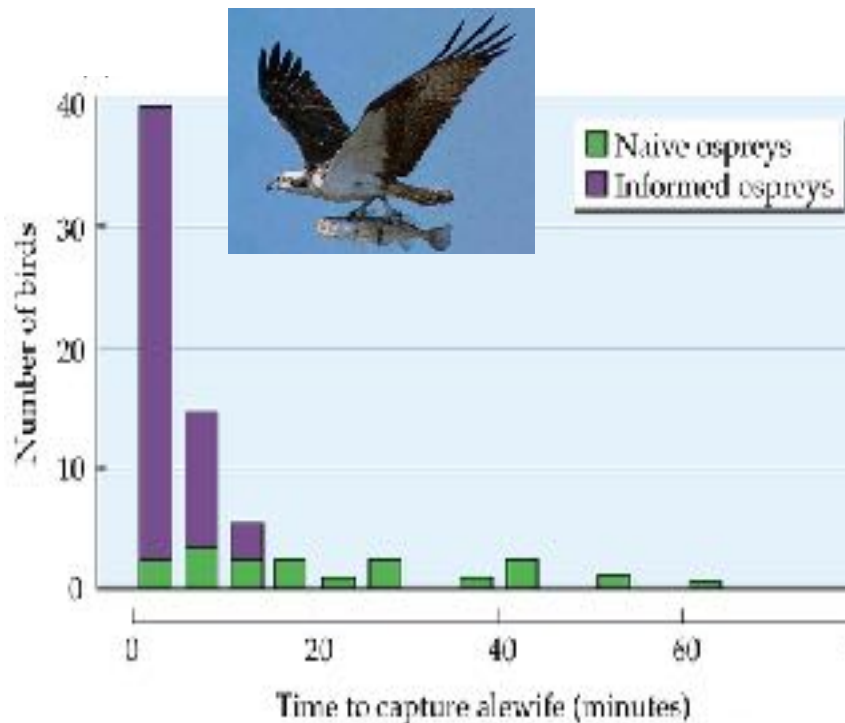 40
30
20
10
0
Number of birds
Naive ospreys
Informed ospreys
0 20 40 60
Time to capture alewife (minutes)